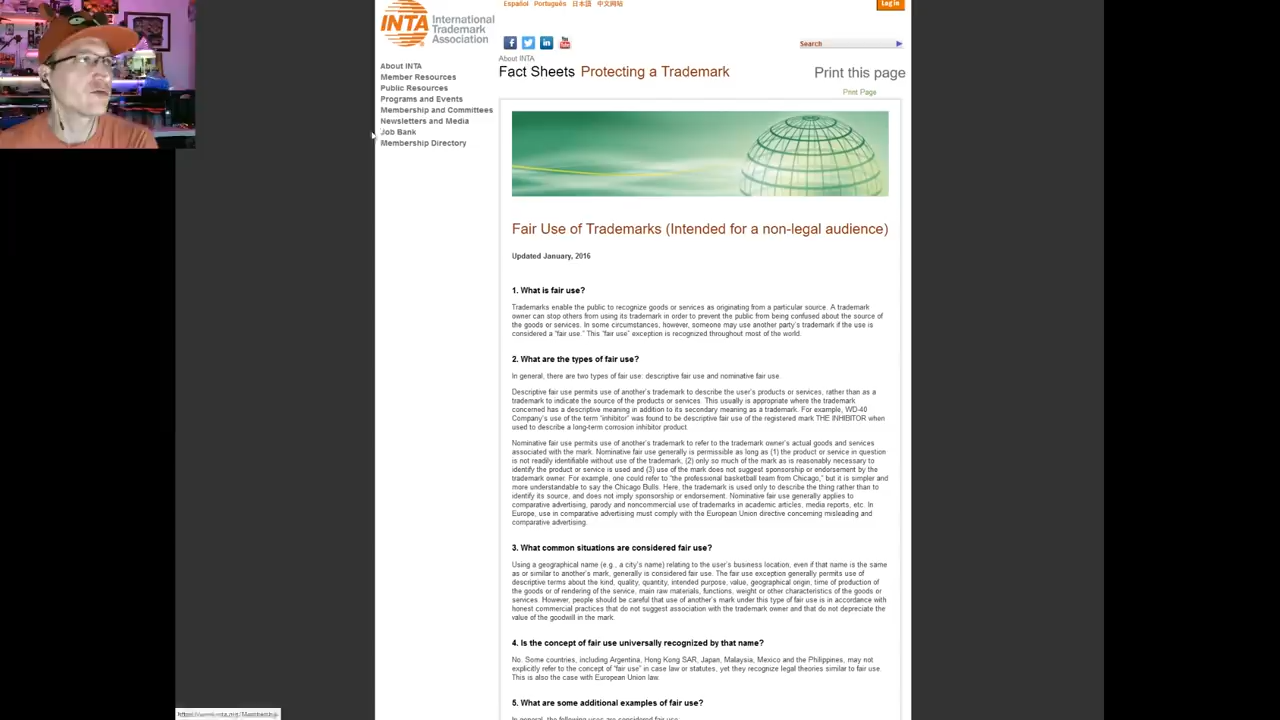 Español Português 日本語 中文网站
Login
INTA International
Trademark
Association
Search
About INTA
Member Resources
Public Resources
Programs and Events
Membership and Committees
Newsletters and Media
Job Bank
Membership Directory
About INTA
Fact Sheets Protecting a Trademark
Print this page
Print Page
Fair Use of Trademarks (Intended for a non-legal audience)
Updated January, 2016
1. What is fair use?
Trademarks enable the public to recognize goods or services as originating from a particular source. A trademark
owner can stop others from using its trademark in order to prevent the public from being confused about the source of
the goods or services. In some circumstances, however, someone may use another party's trademark if the use is
considered a "fair use." This "fair use" exception is recognized throughout most of the world.
2. What are the types of fair use?
In general, there are two types of fair use: descriptive fair use and nominative fair use.
Descriptive fair use permits use of another's trademark to describe the user's products or services, rather than as a
trademark to indicate the source of the products or services. This usually is appropriate where the trademark
concerned has a descriptive meaning in addition to its secondary meaning as a trademark. For example, WD-40
Company's use of the term "inhibitor" was found to be descriptive fair use of the registered mark THE INHIBITOR when
used to describe a long-term corrosion inhibitor product.
Nominative fair use permits use of another's trademark to refer to the trademark owner's actual goods and services
associated with the mark. Nominative fair use generally is permissible as long as (1) the product or service in question
is not readily identifiable without use of the trademark, (2) only so much of the mark as is reasonably necessary to
identify the product or service is used and (3) use of the mark does not suggest sponsorship or endorsement by the
trademark owner. For example, one could refer to "the professional basketball team from Chicago," but it is simpler and
more understandable to say the Chicago Bulls. Here, the trademark is used only to describe the thing rather than to
identify its source, and does not imply sponsorship or endorsement. Nominative fair use generally applies to
comparative advertising, parody and noncommercial use of trademarks in academic articles, media reports, etc. In
Europe, use in comparative advertising must comply with the European Union directive concerning misleading and
comparative advertising.
3. What common situations are considered fair use?
Using a geographical name (e.g., a city's name) relating to the user's business location, even if that name is the same
as or similar to another's mark, generally is considered fair use. The fair use exception generally permits use of
descriptive terms about the kind, quality, quantity, intended purpose, value, geographical origin, time of production of
the goods or of rendering of the service, main raw materials, functions, weight or other characteristics of the goods or
services. However, people should be careful that use of another's mark under this type of fair use is in accordance with
honest commercial practices that do not suggest association with the trademark owner and that do not depreciate the
value of the goodwill in the mark.
4. Is the concept of fair use universally recognized by that name?
No. Some countries, including Argentina, Hong Kong SAR, Japan, Malaysia, Mexico and the Philippines, may not
explicitly refer to the concept of "fair use" in case law or statutes, yet they recognize legal theories similar to fair use.
This is also the case with European Union law.
5. What are some additional examples of fair use?
In general, the following uses are considered fair use: